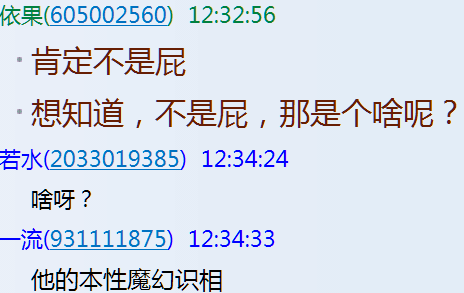 依果(605002560) 12:32:56
肯定不是屁
想知道，不是屁，那是个啥呢？
若水(2033019385) 12:34:24
啥呀？
一流(931111875) 12:34:33
他的本性魔幻识相